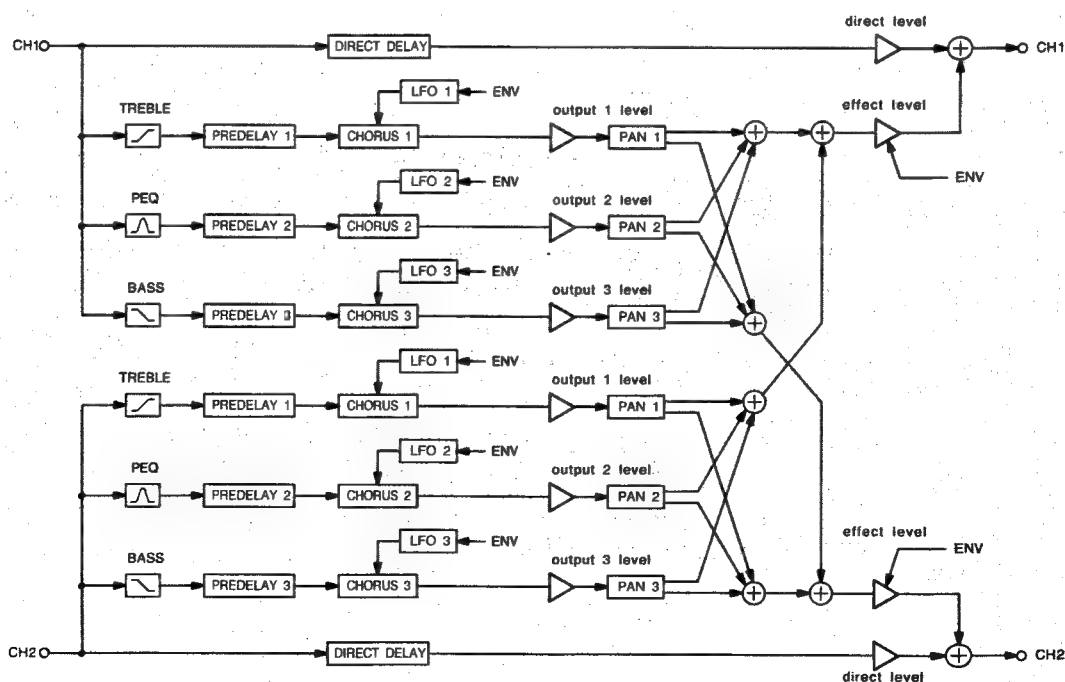 direct level
CH1 DIRECT DELAY CH1
LFO 1 ENV
TREBLE output 1 level effect level
PREDELAY 1 CHORUS 1 PAN 1
ENV
LFO 2 ENV
PEQ output 2 level
PREDELAY 2 CHORUS 2 PAN 2
LFO 3 ENV
BASS output 3 level
PREDELAY 3 CHORUS 3 PAN 3
LFO 1 ENV
TREBLE output 1 level
PREDELAY 1 CHORUS 1 PAN 1
LFO 2 ENV
PEQ output 2 level
PREDELAY 2 CHORUS 2 PAN 2
LFO 3 ENV
effect level
ENV
BASS output 3 level
PREDELAY 3 CHORUS 3 PAN 3
CH2 DIRECT DELAY CH2
direct level